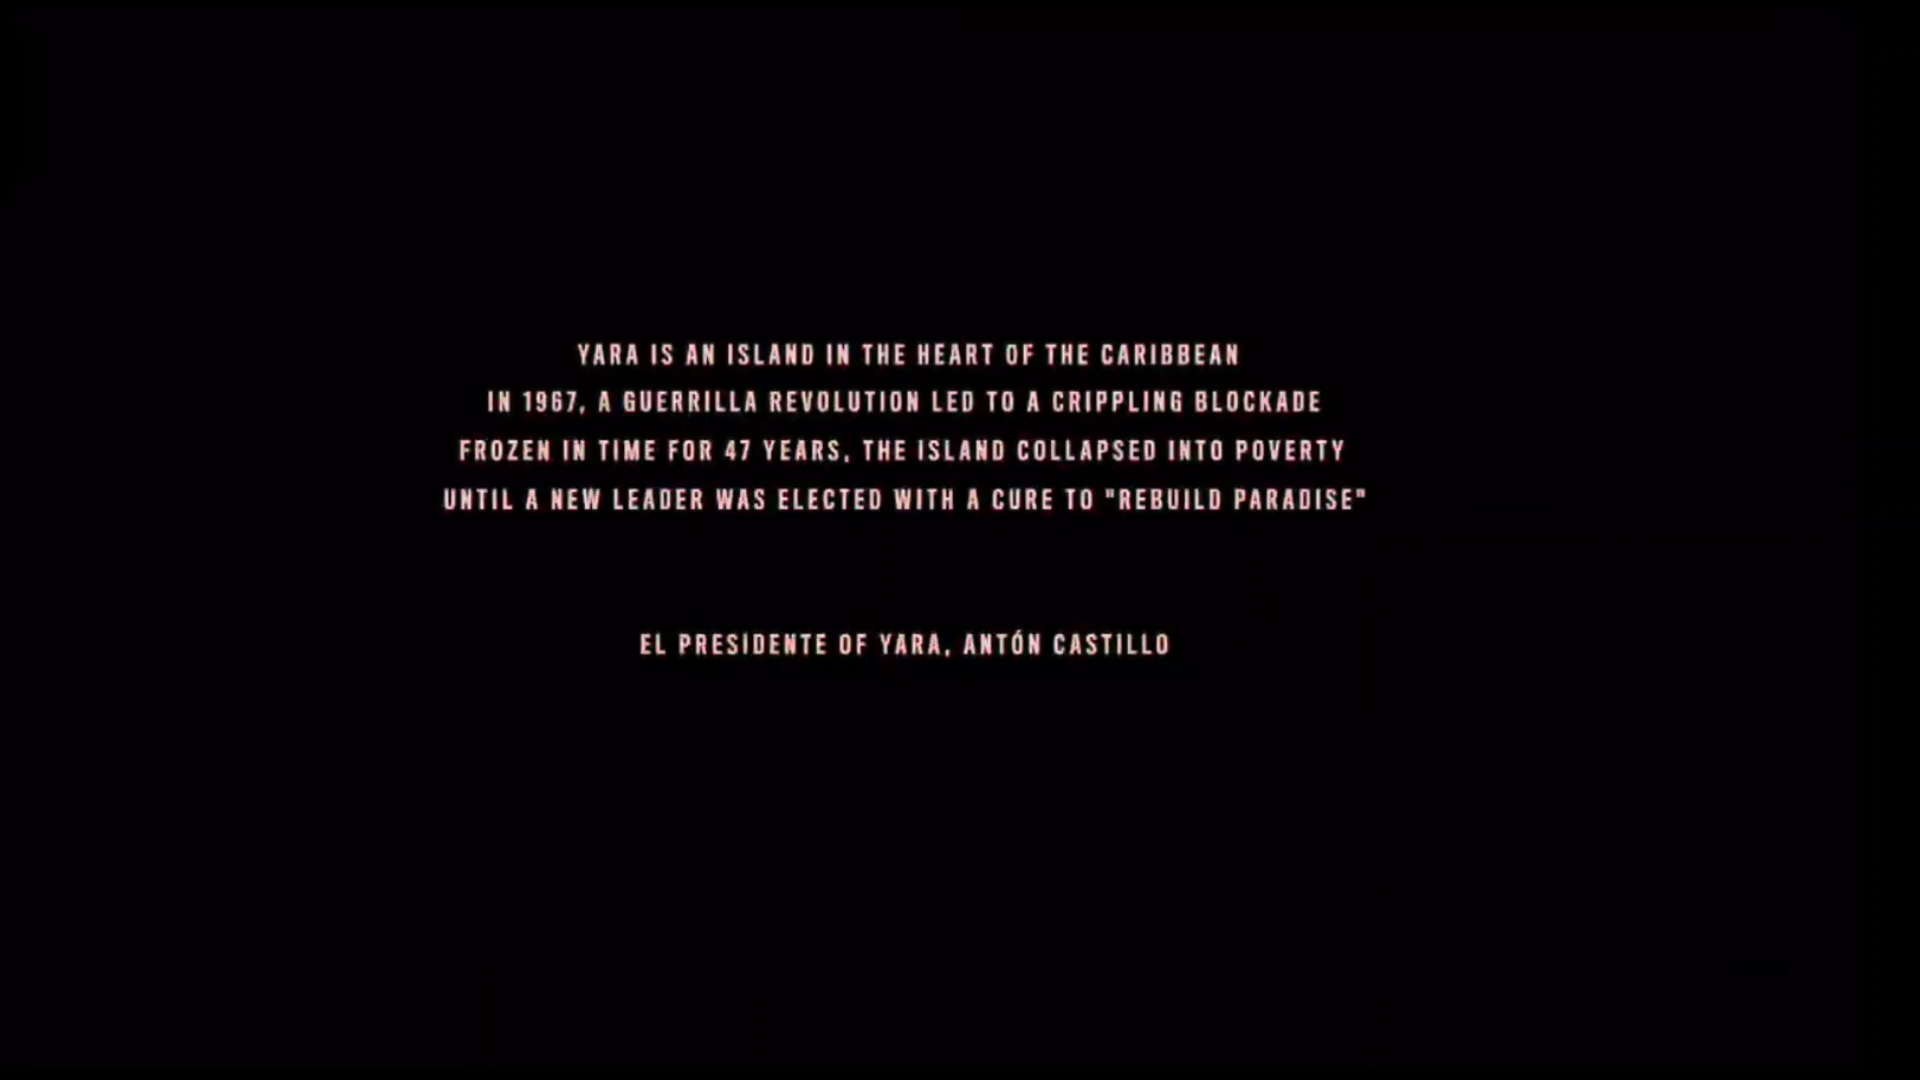 YARA IS AN ISLAND IN THE HEART OF THE CARIBBEAN
IN 1967, A GUERRILLA REVOLUTION LED TO A CRIPPLING BLOCKADE
FROZEN IN TIME FOR 47 YEARS, THE ISLAND COLLAPSED INTO POVERTY
UNTIL A NEW LEADER WAS ELECTED WITH A CURE TO "REBUILD PARADISE"
EL PRESIDENTE OF YARA, ANTÓN CASTILLO